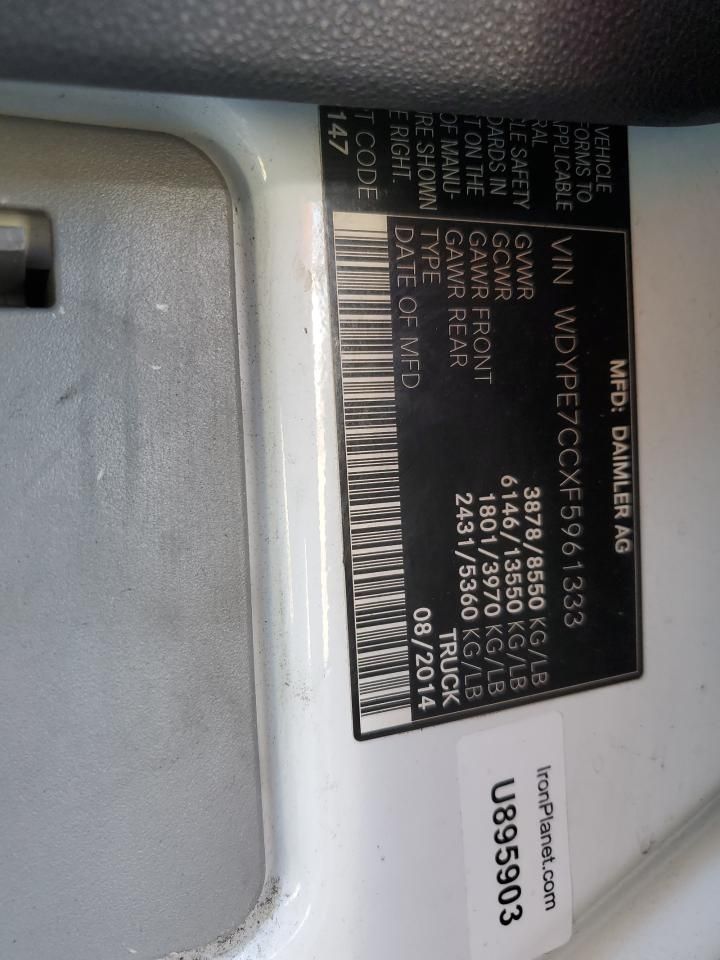 VEHICLE
FORMS TO
APPLICABLE
RAL
LE SAFETY
DARDS IN
T ON THE
OF MANU-
RE SHOWN
E RIGHT.
T CODE
147
MFD: DAIMLER AG
VIN WDYPE7CCXF5961333
GVWR 3878/8550 KG/LB
GCWR 6146/13550 KG/LB
GAWR FRONT 1801/3970 KG/LB
GAWR REAR 2431/5360 KG/LB
TYPE TRUCK
DATE OF MFD 08/2014
IronPlanet.com
U895903